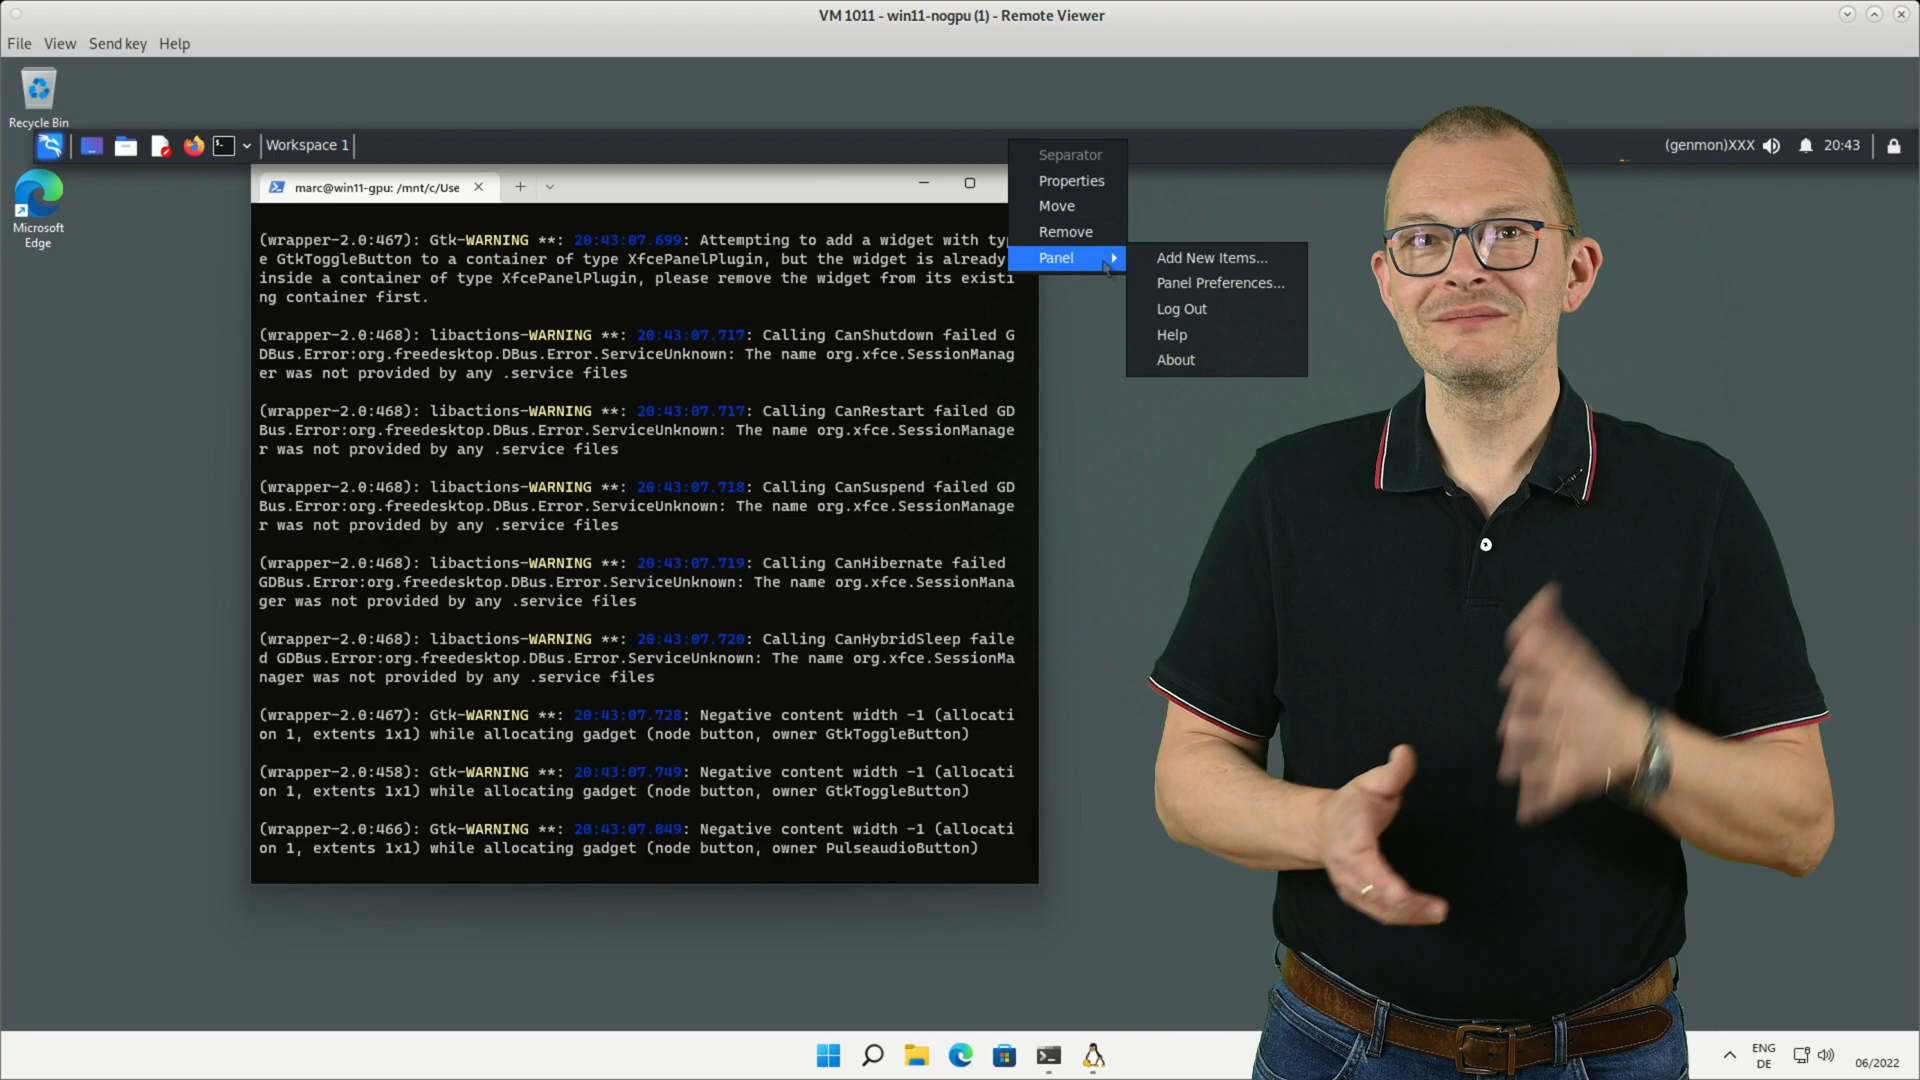 VM 1011 - win11-nogpu (1) - Remote Viewer
File View Send key Help
Recycle Bin
Workspace 1
(genmon)XXX
20:43
Microsoft
Edge
marc@win11-gpu: /mnt/c/Use
Separator
Properties
Move
Remove
Panel
Add New Items...
Panel Preferences...
Log Out
Help
About
(wrapper-2.0:467): Gtk-WARNING **: 20:43:07.699: Attempting to add a widget with typ
e GtkToggleButton to a container of type XfcePanelPlugin, but the widget is already
inside a container of type XfcePanelPlugin, please remove the widget from its existi
ng container first.
(wrapper-2.0:468): libactions-WARNING **: 20:43:07.717: Calling CanShutdown failed G
DBus.Error:org.freedesktop.DBus.Error.ServiceUnknown: The name org.xfce.SessionManag
er was not provided by any .service files
(wrapper-2.0:468): libactions-WARNING **: 20:43:07.717: Calling CanRestart failed GD
Bus.Error:org.freedesktop.DBus.Error.ServiceUnknown: The name org.xfce.SessionManage
r was not provided by any .service files
(wrapper-2.0:468): libactions-WARNING **: 20:43:07.718: Calling CanSuspend failed GD
Bus.Error:org.freedesktop.DBus.Error.ServiceUnknown: The name org.xfce.SessionManage
r was not provided by any .service files
(wrapper-2.0:468): libactions-WARNING **: 20:43:07.719: Calling CanHibernate failed
GDBus.Error:org.freedesktop.DBus.Error.ServiceUnknown: The name org.xfce.SessionMana
ger was not provided by any .service files
(wrapper-2.0:468): libactions-WARNING **: 20:43:07.720: Calling CanHybridSleep faile
d GDBus.Error:org.freedesktop.DBus.Error.ServiceUnknown: The name org.xfce.SessionMa
nager was not provided by any .service files
(wrapper-2.0:467): Gtk-WARNING **: 20:43:07.728: Negative content width -1 (allocati
on 1, extents 1x1) while allocating gadget (node button, owner GtkToggleButton)
(wrapper-2.0:458): Gtk-WARNING **: 20:43:07.749: Negative content width -1 (allocati
on 1, extents 1x1) while allocating gadget (node button, owner GtkToggleButton)
(wrapper-2.0:466): Gtk-WARNING **: 20:43:07.849: Negative content width -1 (allocati
on 1, extents 1x1) while allocating gadget (node button, owner PulseaudioButton)
ENG
DE
06/2022